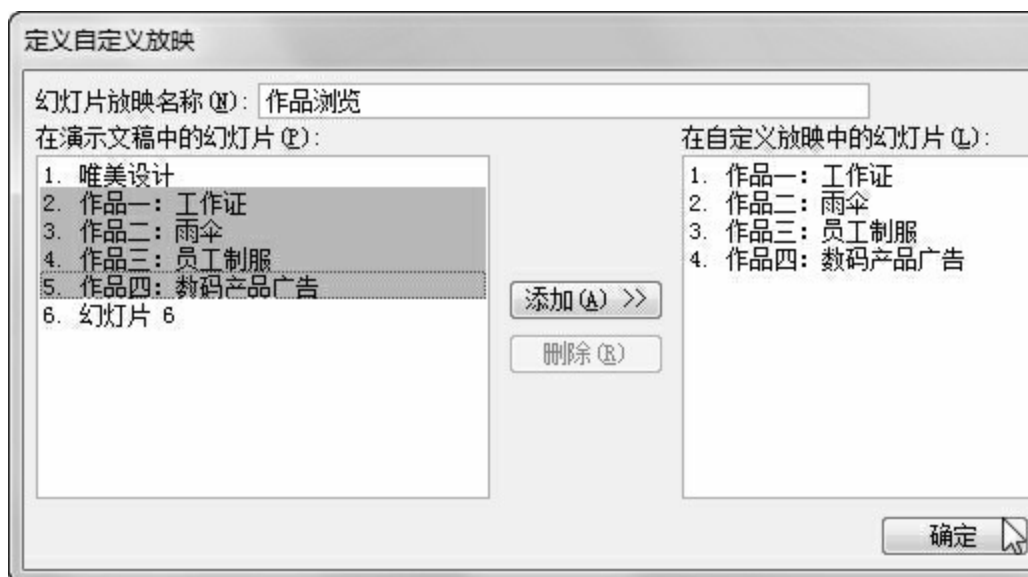 定义自定义放映
幻灯片放映名称(N): 作品浏览
在演示文稿中的幻灯片(P):
1. 唯美设计
2. 作品一: 工作证
3. 作品二: 雨伞
4. 作品三: 员工制服
5. 作品四: 数码产品广告
6. 幻灯片 6
添加(A) >>
删除(R)
在自定义放映中的幻灯片(L):
1. 作品一: 工作证
2. 作品二: 雨伞
3. 作品三: 员工制服
4. 作品四: 数码产品广告
确定